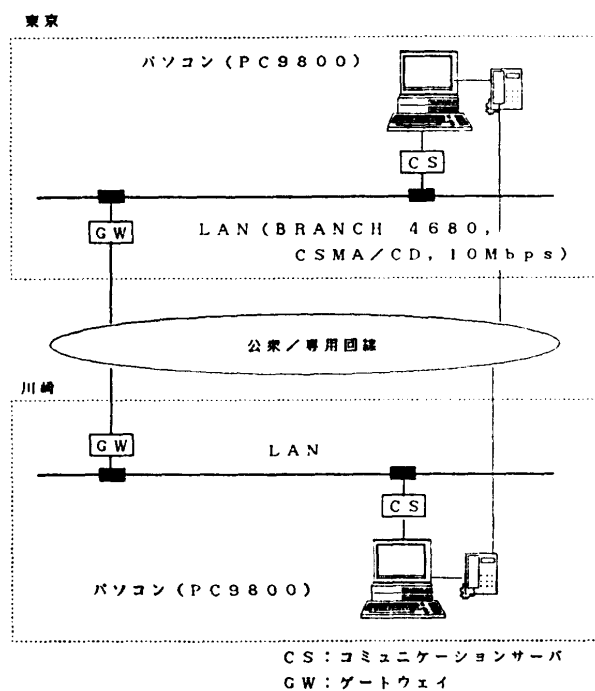 東京
パソコン(PC9800)
CS
GW
LAN(BRANCH 4680,
CSMA/CD,10Mbps)
公衆/専用回線
川崎
GW
LAN
CS
パソコン(PC9800)
CS:コミュニケーションサーバ
GW:ゲートウェイ